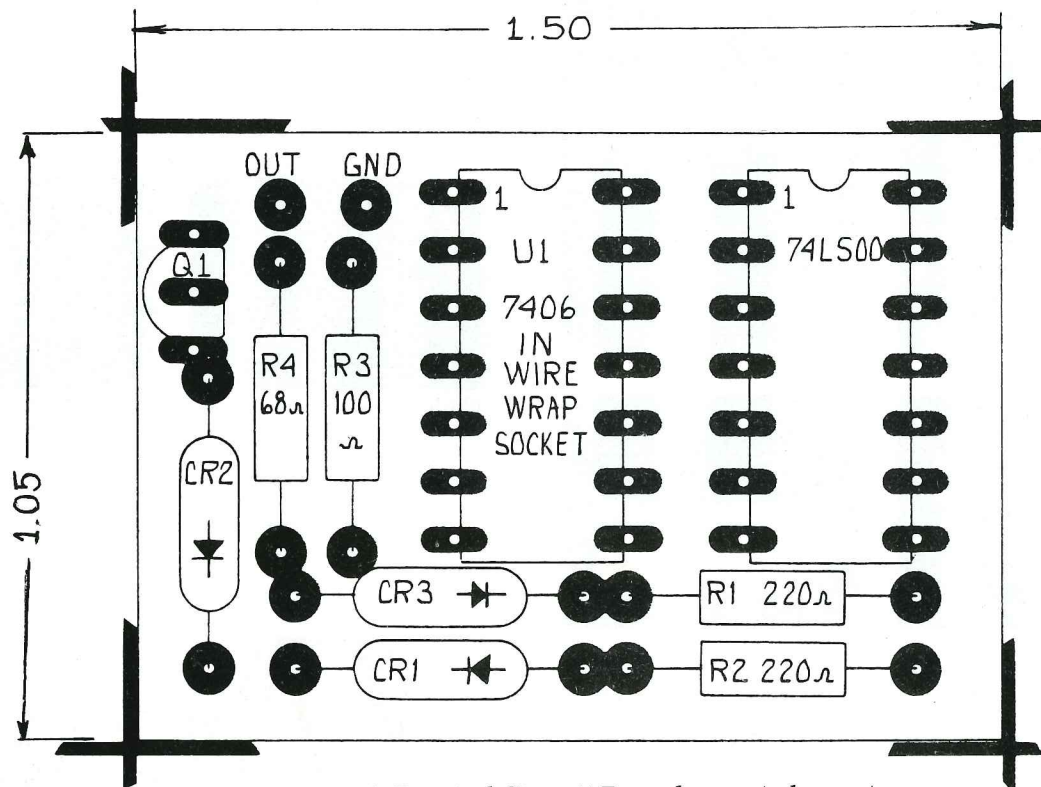 1.50
OUT GND
1
1
Q1
U1
74LS00
7406
IN
WIRE
WRAP
SOCKET
R4
68Ω
R3
100
Ω
CR2
1.05
CR3
R1 220Ω
CR1
R2 220Ω